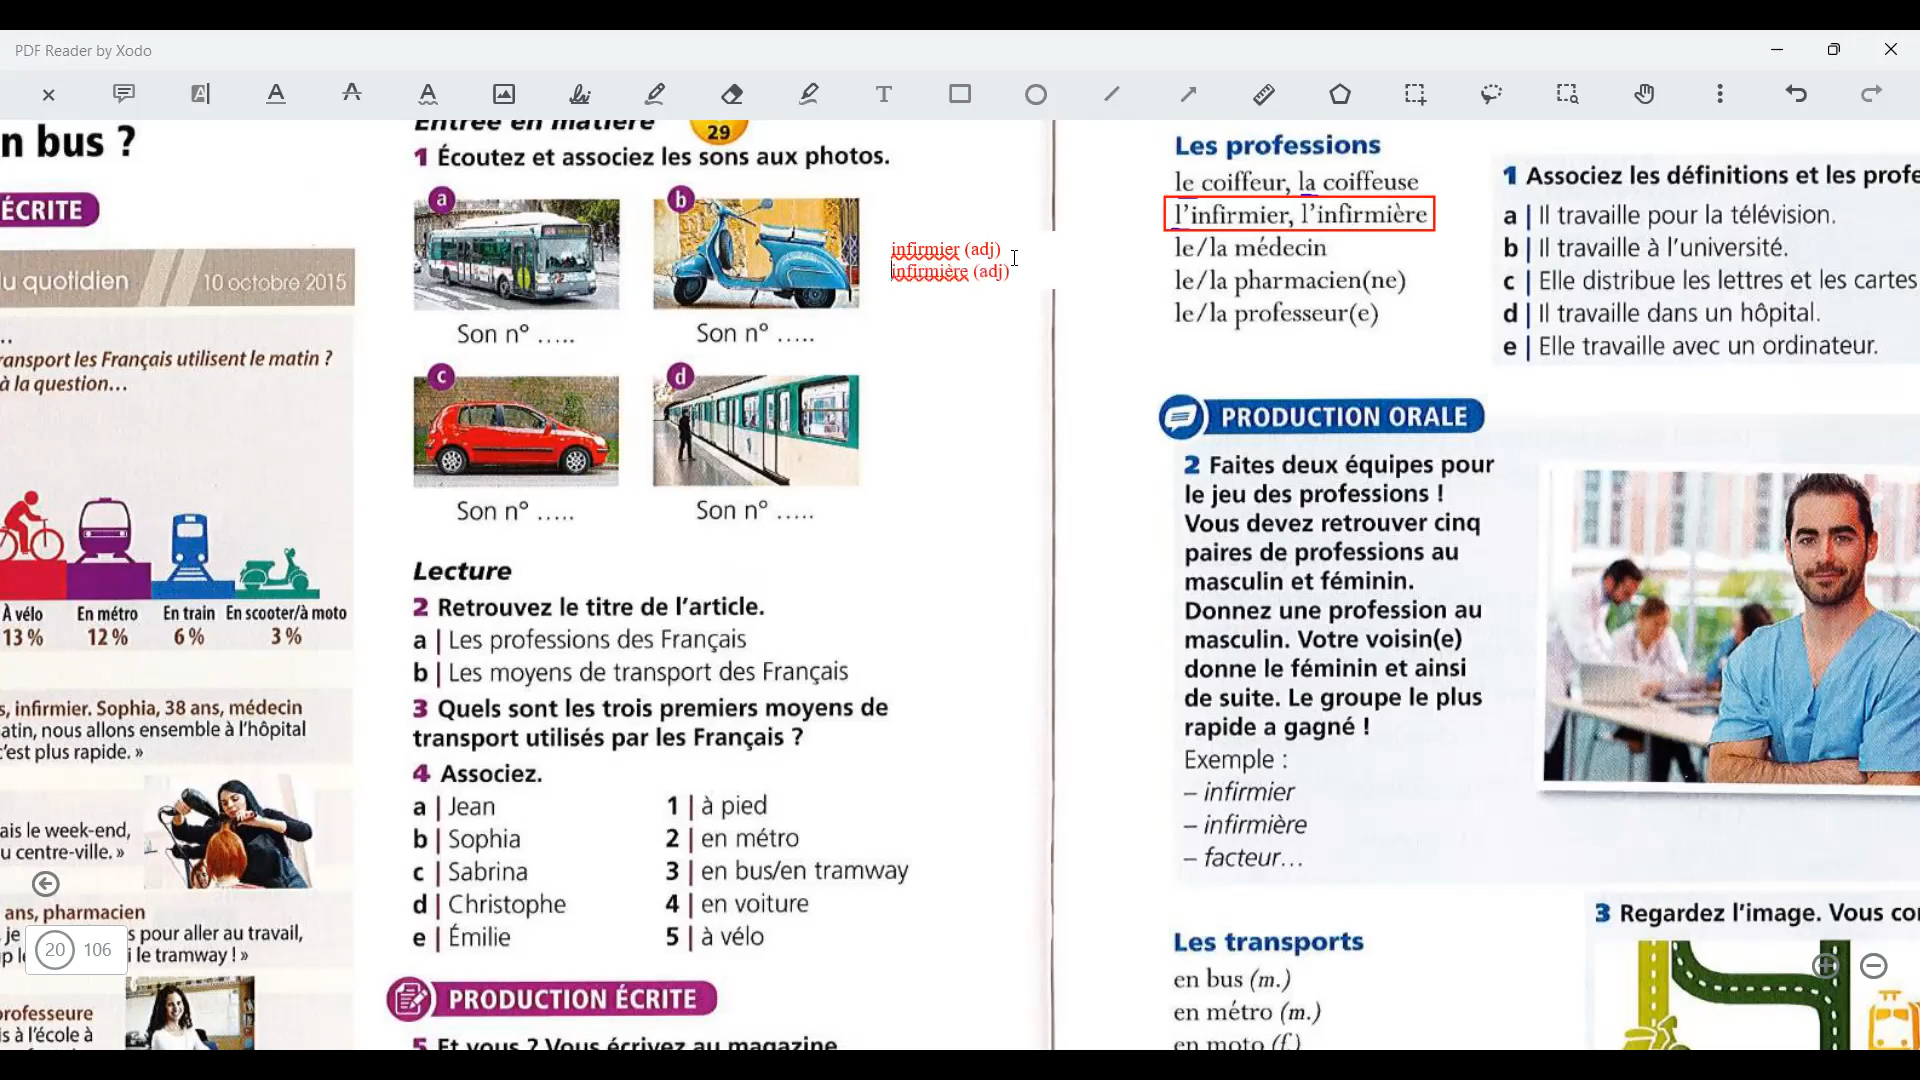 PDF Reader by Xodo
n bus ?
ÉCRITE
u quotidien
10 octobre 2015
..
ransport les Français utilisent le matin ?
à la question...
À vélo
13 %
En métro
12 %
En train
6 %
En scooter/à moto
3 %
s, infirmier. Sophia, 38 ans, médecin
atin, nous allons ensemble à l'hôpital
c'est plus rapide. »
ais le week-end,
u centre-ville. »
ans, pharmacien
, je
s pour aller au travail,
i le tramway ! »
20 106
professeure
is à l'école à
Entrée en matière
29
1 Écoutez et associez les sons aux photos.
a
b
Son n° .....
Son n° .....
c
d
Son n° .....
Son n° .....
infirmier (adj)
infirmière (adj)
Lecture
2 Retrouvez le titre de l'article.
a | Les professions des Français
b | Les moyens de transport des Français
3 Quels sont les trois premiers moyens de
transport utilisés par les Français ?
4 Associez.
a | Jean 1 | à pied
b | Sophia 2 | en métro
c | Sabrina 3 | en bus/en tramway
d | Christophe 4 | en voiture
e | Émilie 5 | à vélo
PRODUCTION ÉCRITE
5 Et vous ? Vous écrivez au magazine
Les professions
le coiffeur, la coiffeuse
l'infirmier, l'infirmière
le/la médecin
le/la pharmacien(ne)
le/la professeur(e)
1 Associez les définitions et les profe
a | Il travaille pour la télévision.
b | Il travaille à l'université.
c | Elle distribue les lettres et les cartes
d | Il travaille dans un hôpital.
e | Elle travaille avec un ordinateur.
PRODUCTION ORALE
2 Faites deux équipes pour
le jeu des professions !
Vous devez retrouver cinq
paires de professions au
masculin et féminin.
Donnez une profession au
masculin. Votre voisin(e)
donne le féminin et ainsi
de suite. Le groupe le plus
rapide a gagné !
Exemple :
– infirmier
– infirmière
– facteur...
Les transports
en bus (m.)
en métro (m.)
en moto (f.)
3 Regardez l'image. Vous co